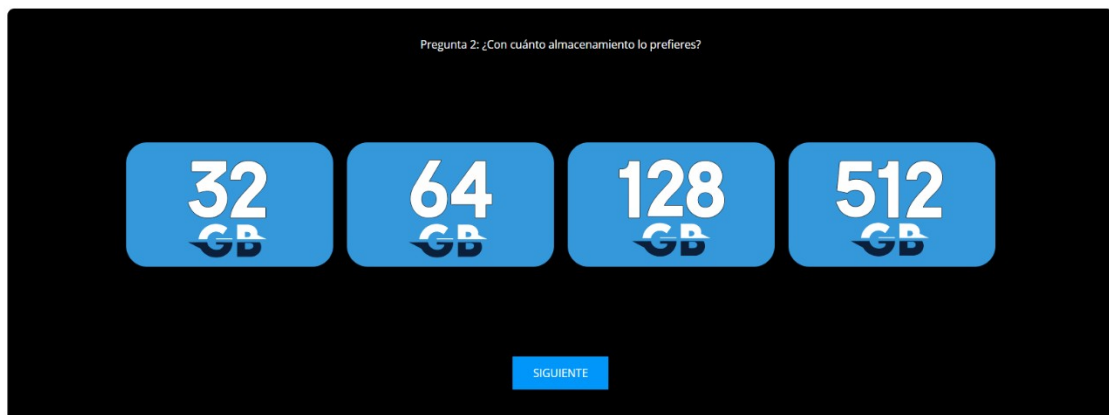 Pregunta 2: ¿Con cuánto almacenamiento lo prefieres?
32 64 128 512
GB GB GB GB
SIGUIENTE